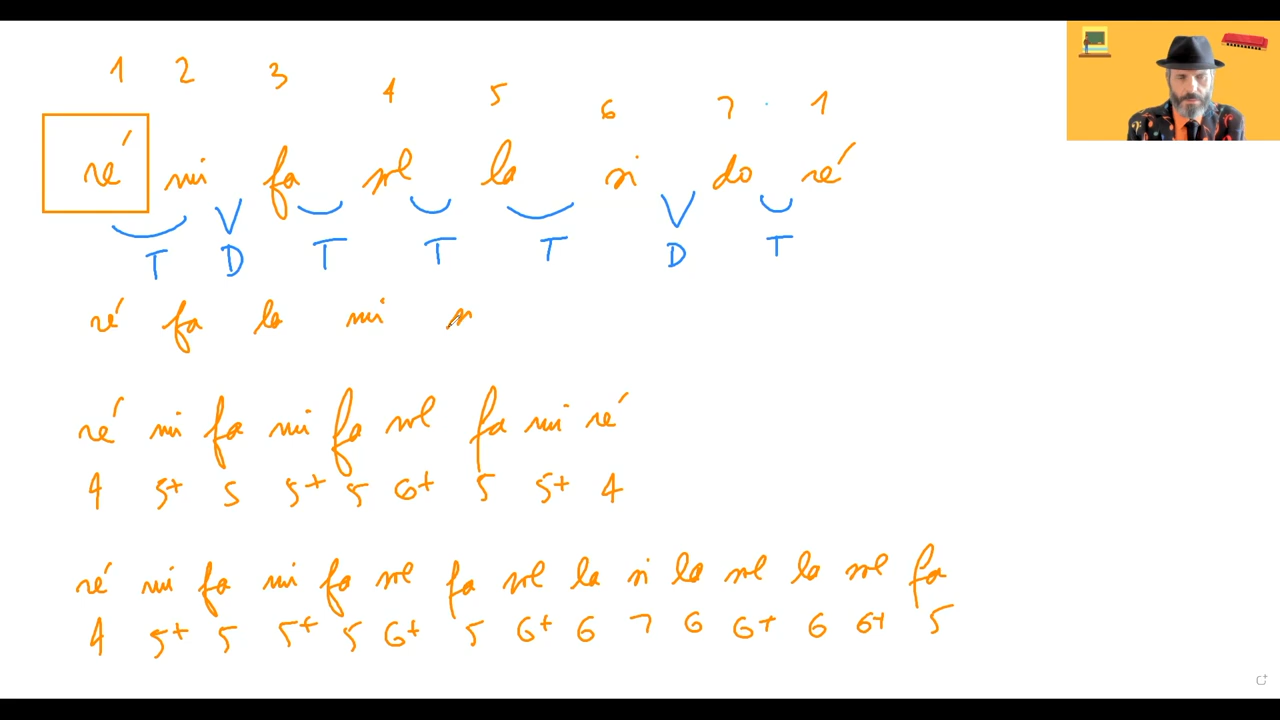 1 2 3 4 5 6 7 1
ré mi fa sol la si do ré
T D T T T D T
ré fa la mi
ré mi fa mi fa sol fa mi ré
4 5+ 5 5+ 5 6+ 5 5+ 4
ré mi fa mi fa sol fa sol la si la sol la sol fa
4 5+ 5 5+ 5 6+ 5 6+ 6 7 6 6+ 6 6+ 5